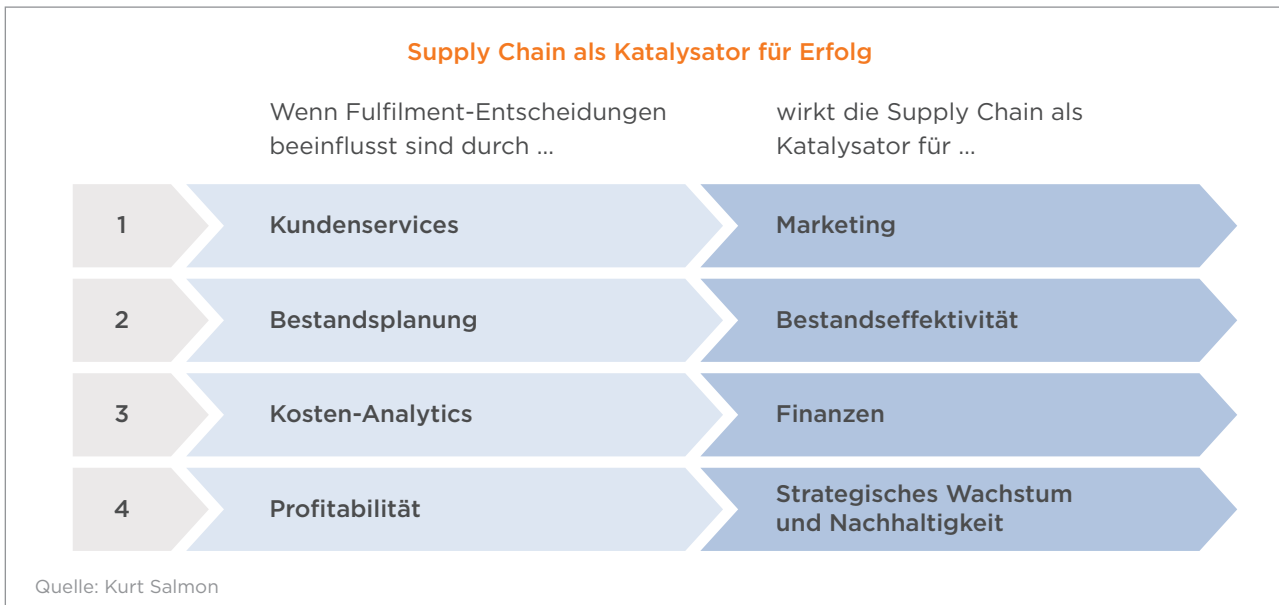 Supply Chain als Katalysator für Erfolg
Wenn Fulfilment-Entscheidungen
beeinflusst sind durch ...
wirkt die Supply Chain als
Katalysator für ...
1
Kundenservices
Marketing
2
Bestandsplanung
Bestandseffektivität
3
Kosten-Analytics
Finanzen
4
Profitabilität
Strategisches Wachstum
und Nachhaltigkeit
Quelle: Kurt Salmon